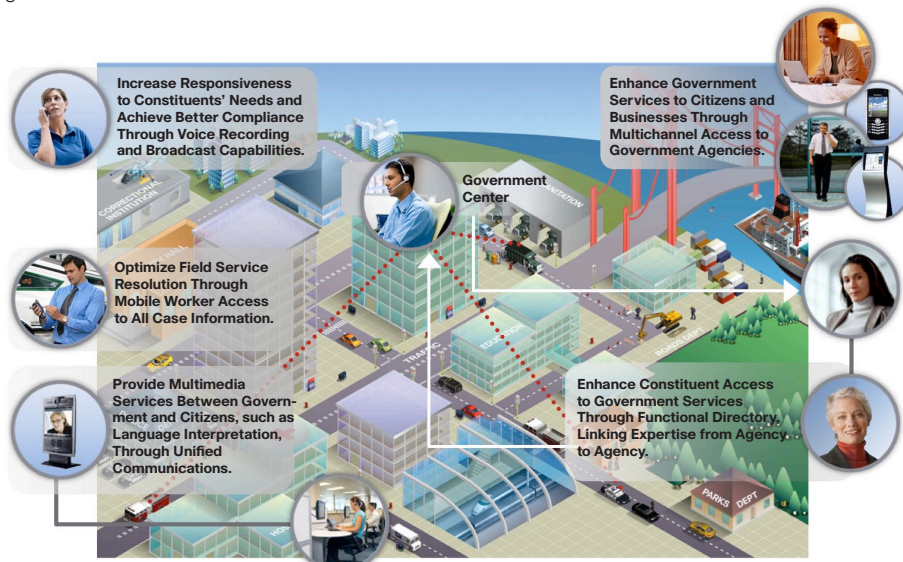 Increase Responsiveness
to Constituents' Needs and
Achieve Better Compliance
Through Voice Recording
and Broadcast Capabilities.
Enhance Government
Services to Citizens and
Businesses Through
Multichannel Access to
Government Agencies.
Government
Center
CORRECTIONAL
INSTITUTION
Optimize Field Service
Resolution Through
Mobile Worker Access
to All Case Information.
TRAFFIC
EDUCATION
ROADS DEPT
Provide Multimedia
Services Between Govern-
ment and Citizens, such as
Language Interpretation,
Through Unified
Communications.
Enhance Constituent Access
to Government Services
Through Functional Directory,
Linking Expertise from Agency
to Agency.
PARKS DEPT